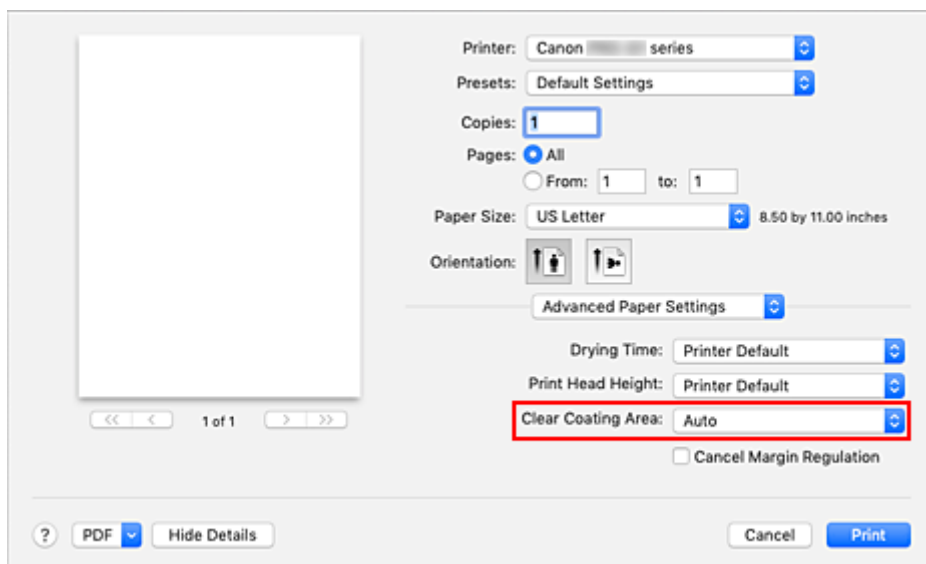 Printer: Canon series
Presets: Default Settings
Copies: 1
Pages: All
From: 1 to: 1
Paper Size: US Letter 8.50 by 11.00 inches
Orientation:
Advanced Paper Settings
Drying Time: Printer Default
Print Head Height: Printer Default
Clear Coating Area: Auto
Cancel Margin Regulation
<< < 1 of 1 > >>
? PDF Hide Details Cancel Print